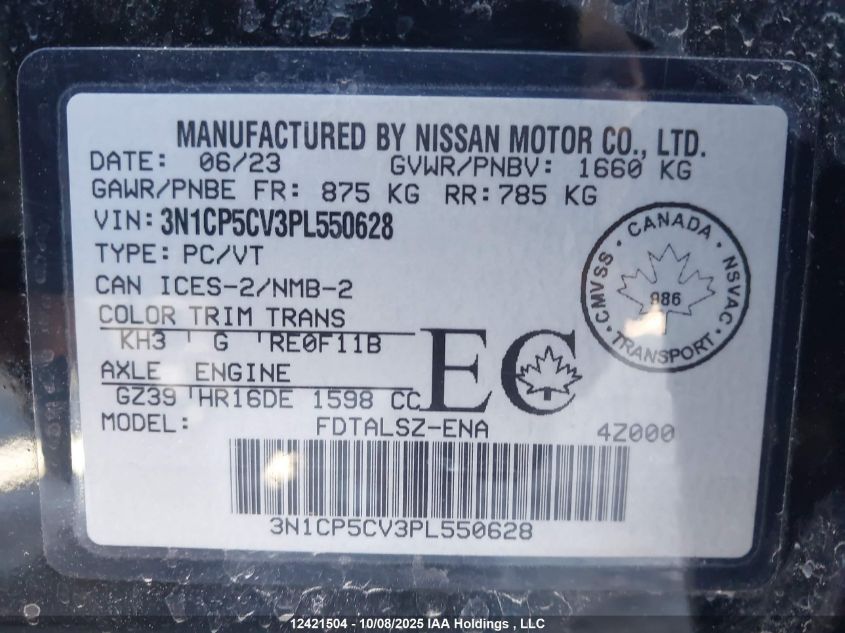 MANUFACTURED BY NISSAN MOTOR CO., LTD.
DATE: 06/23 GVWR/PNBV: 1660 KG
GAWR/PNBE FR: 875 KG RR: 785 KG
VIN: 3N1CP5CV3PL550628
TYPE: PC/VT
CAN ICES-2/NMB-2
COLOR TRIM TRANS
KH3 G RE0F11B
AXLE ENGINE
GZ39 HR16DE 1598 CC
EC
CANADA
CMVSS · NSVAC
986
TRANSPORT
MODEL: FDTALSZ-ENA 4Z000
3N1CP5CV3PL550628
12421504 - 10/08/2025 IAA Holdings , LLC